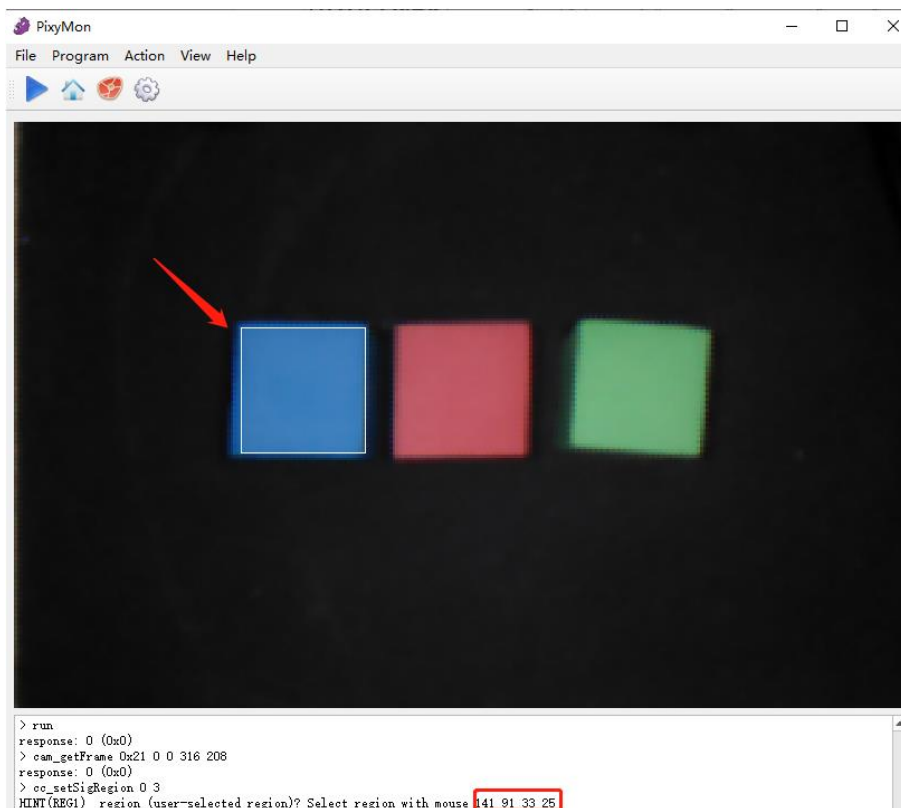 PixyMon
File Program Action View Help
> run
response: 0 (0x0)
> cam_getFrame 0x21 0 0 316 208
response: 0 (0x0)
> cc_setSigRegion 0 3
HINT(REG1) region (user-selected region)? Select region with mouse 141 91 33 25